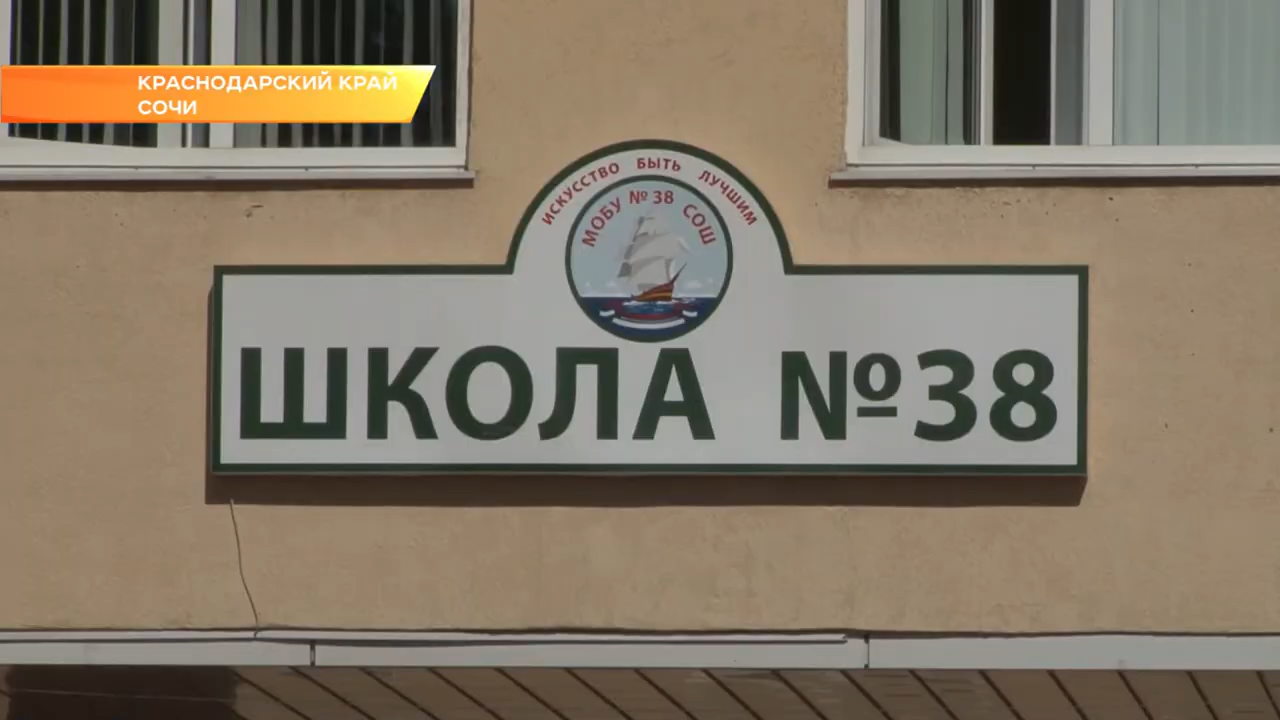 КРАСНОДАРСКИЙ КРАЙ
СОЧИ
ИСКУССТВО БЫТЬ ЛУЧШИМ
МОБУ № 38 СОШ
ШКОЛА №38